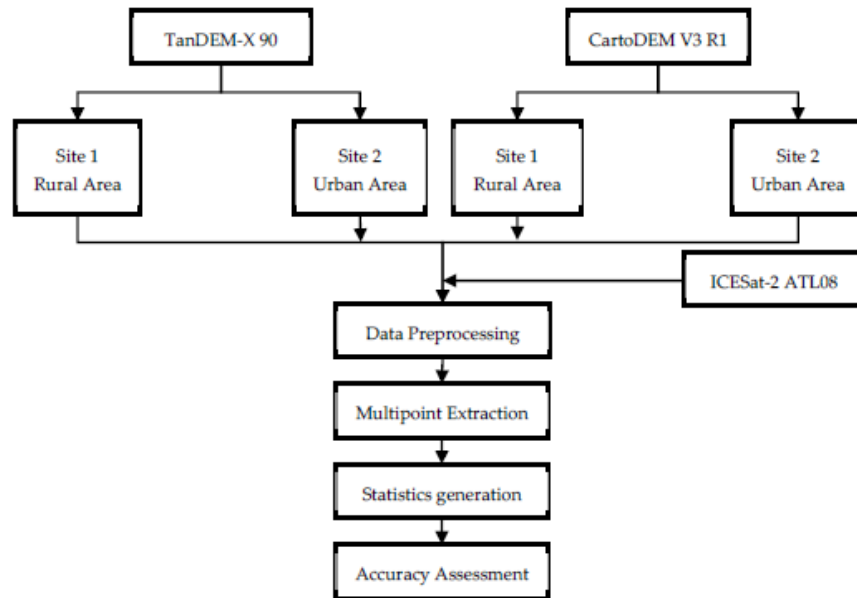 TanDEM-X 90
CartoDEM V3 R1
Site 1
Rural Area
Site 2
Urban Area
Site 1
Rural Area
Site 2
Urban Area
ICESat-2 ATL08
Data Preprocessing
Multipoint Extraction
Statistics generation
Accuracy Assessment